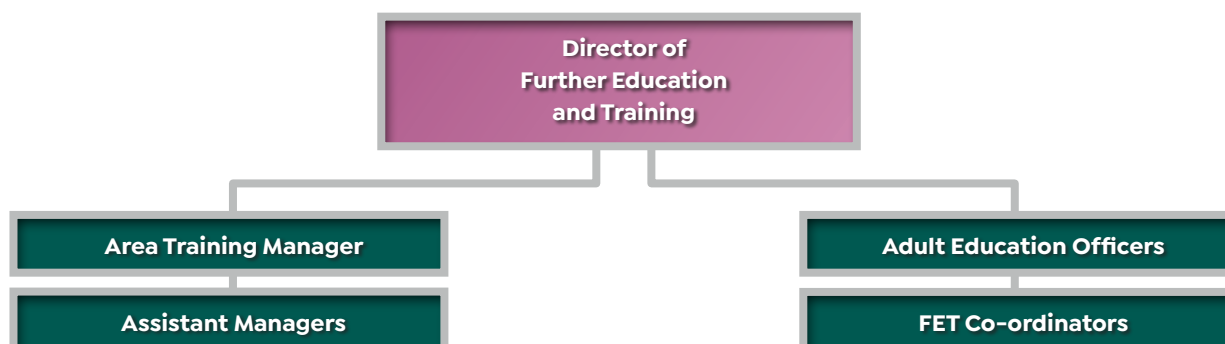 Director of
Further Education
and Training
Area Training Manager
Adult Education Officers
Assistant Managers
FET Co-ordinators